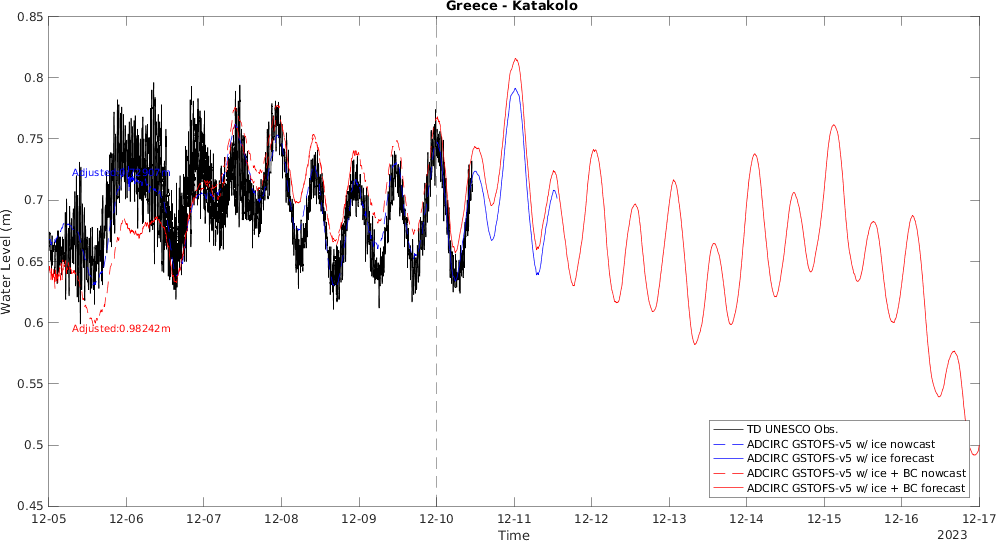 Greece - Katakolo
0.85
0.8
0.75
0.7
0.65
0.6
0.55
0.5
0.45
Water Level (m)
Adjusted:
Adjusted:0.98242m
TD UNESCO Obs.
ADCIRC GSTOFS-v5 w/ ice nowcast
ADCIRC GSTOFS-v5 w/ ice forecast
ADCIRC GSTOFS-v5 w/ ice + BC nowcast
ADCIRC GSTOFS-v5 w/ ice + BC forecast
12-05 12-06 12-07 12-08 12-09 12-10 12-11 12-12 12-13 12-14 12-15 12-16 12-17
Time
2023